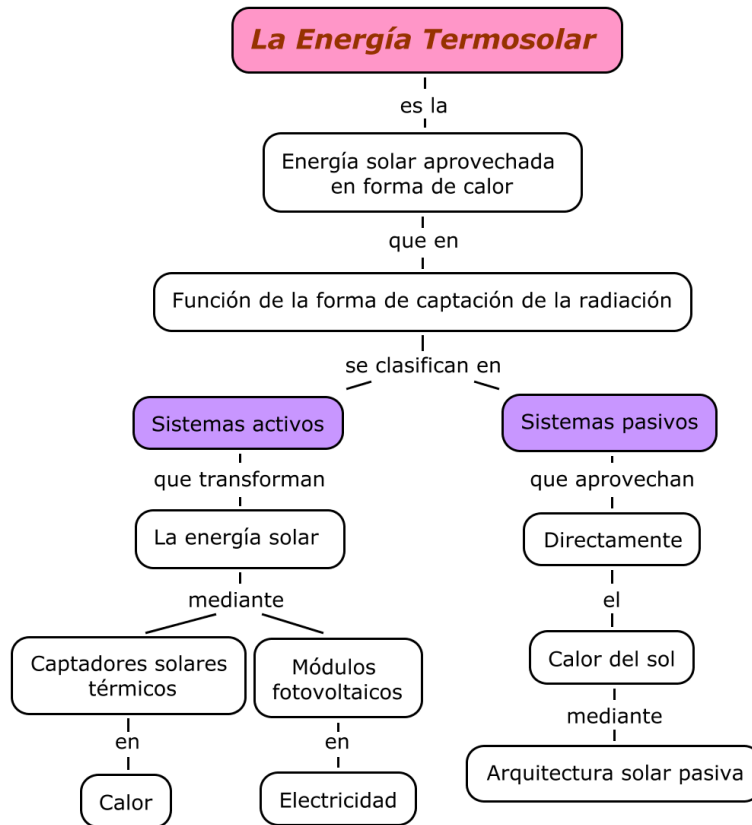 La Energía Termosolar
es la
Energía solar aprovechada
en forma de calor
que en
Función de la forma de captación de la radiación
se clasifican en
Sistemas activos
que transforman
La energía solar
mediante
Captadores solares
térmicos
en
Calor
Módulos
fotovoltaicos
en
Electricidad
Sistemas pasivos
que aprovechan
Directamente
el
Calor del sol
mediante
Arquitectura solar pasiva